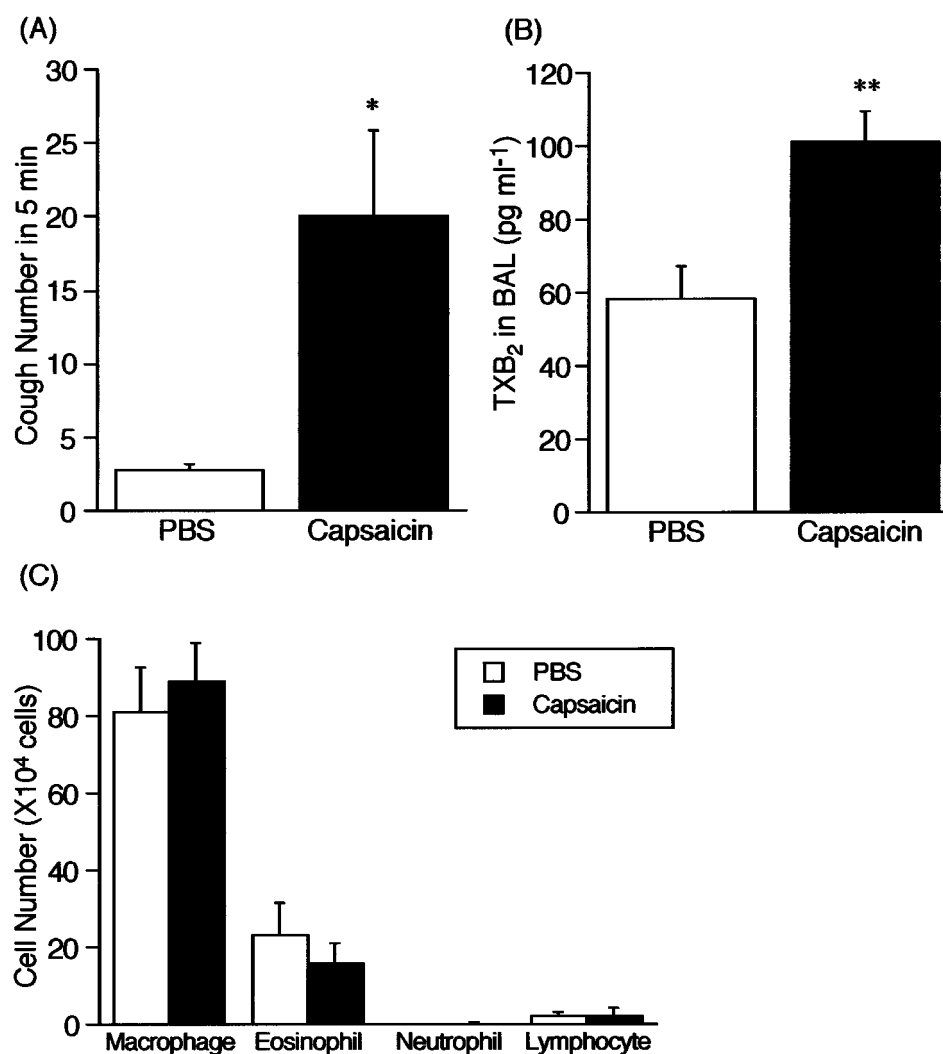 (A)
Cough Number in 5 min
30
25
20
15
10
5
0
*
PBS
Capsaicin
(B)
TXB₂ in BAL (pg ml⁻¹)
120
100
80
60
40
20
0
**
PBS
Capsaicin
(C)
Cell Number (X10⁴ cells)
100
80
60
40
20
0
PBS
Capsaicin
Macrophage
Eosinophil
Neutrophil
Lymphocyte